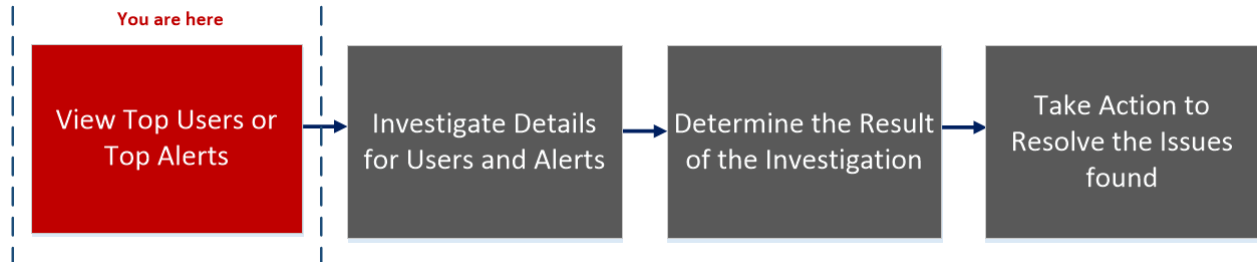 You are here
View Top Users or
Top Alerts
Investigate Details
for Users and Alerts
Determine the Result
of the Investigation
Take Action to
Resolve the Issues
found